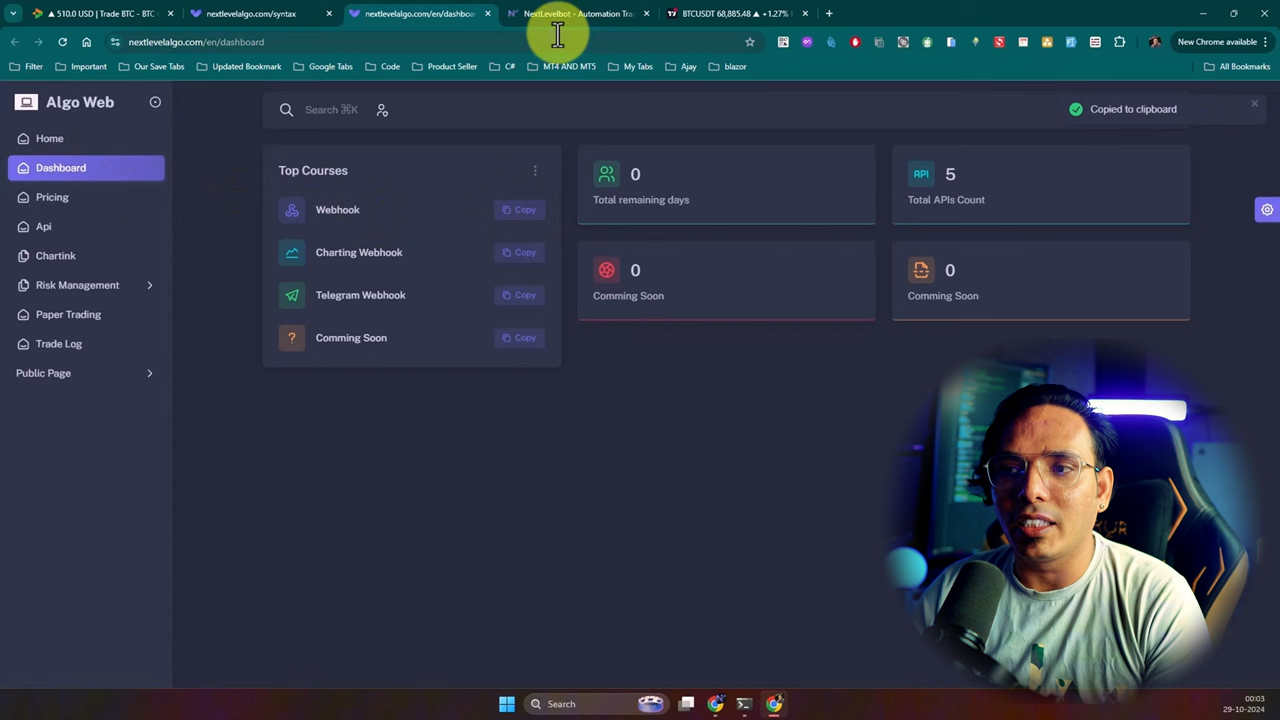 510.0 USD | Trade BTC - BTC
nextlevelalgo.com/syntax
nextlevelalgo.com/en/dashboa
NextLevelbot - Automation Tra
BTCUSDT 68,885.48 ▲ +1.27%
nextlevelalgo.com/en/dashboard
New Chrome available
Filter
Important
Our Save Tabs
Updated Bookmark
Google Tabs
Code
Product Seller
C#
MT4 AND MT5
My Tabs
Ajay
blazor
All Bookmarks
Algo Web
Search ⌘K
Copied to clipboard
Home
Dashboard
Pricing
Api
Chartink
Risk Management
Paper Trading
Trade Log
Public Page
Top Courses
Webhook
Copy
Charting Webhook
Copy
Telegram Webhook
Copy
? Comming Soon
Copy
0
Total remaining days
API
5
Total APIs Count
0
Comming Soon
0
Comming Soon
Search
00:03
29-10-2024